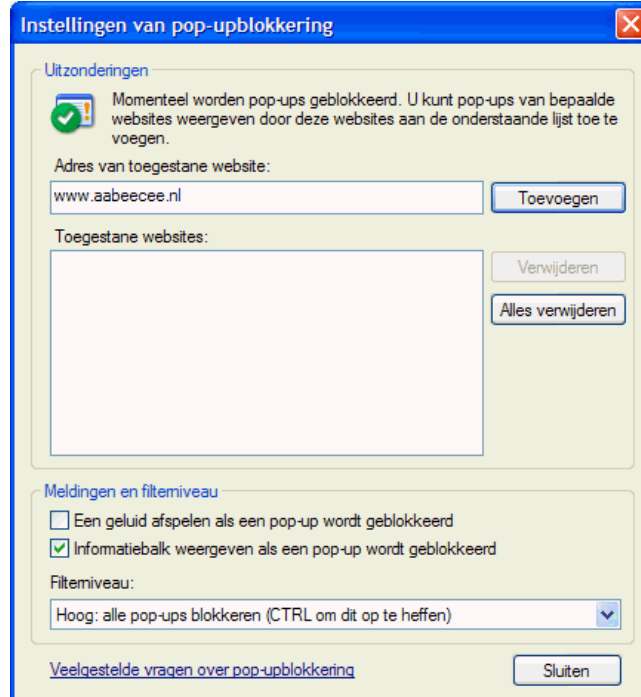 Instellingen van pop-upblokkering
Uitzonderingen
Momenteel worden pop-ups geblokkeerd. U kunt pop-ups van bepaalde
websites weergeven door deze websites aan de onderstaande lijst toe te
voegen.
Adres van toegestane website:
www.aabeecee.nl
Toevoegen
Toegestane websites:
Verwijderen
Alles verwijderen
Meldingen en filterniveau
Een geluid afspelen als een pop-up wordt geblokkeerd
Informatiebalk weergeven als een pop-up wordt geblokkeerd
Filterniveau:
Hoog: alle pop-ups blokkeren (CTRL om dit op te heffen)
Veelgestelde vragen over pop-upblokkering
Sluiten